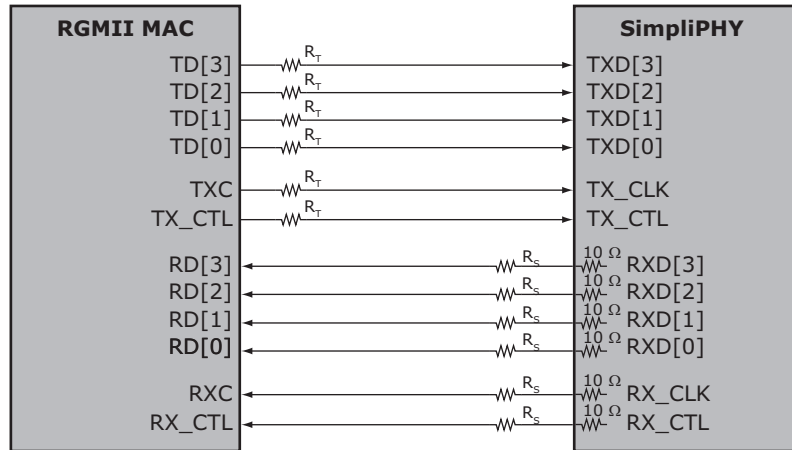 RGMII MAC SimpliPHY
TD[3] R_T TXD[3]
TD[2] R_T TXD[2]
TD[1] R_T TXD[1]
TD[0] R_T TXD[0]
TXC R_T TX_CLK
TX_CTL R_T TX_CTL
RD[3] R_S 10 Ω RXD[3]
RD[2] R_S 10 Ω RXD[2]
RD[1] R_S 10 Ω RXD[1]
RD[0] R_S 10 Ω RXD[0]
RXC R_S 10 Ω RX_CLK
RX_CTL R_S 10 Ω RX_CTL